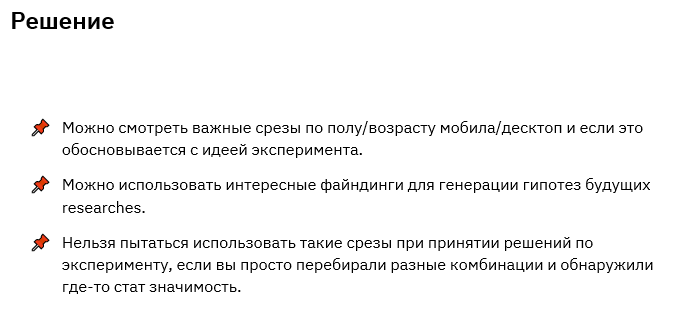 Решение
Можно смотреть важные срезы по полу/возрасту мобила/десктоп и если это
обосновывается с идеей эксперимента.
Можно использовать интересные файндинги для генерации гипотез будущих
researches.
Нельзя пытаться использовать такие срезы при принятии решений по
эксперименту, если вы просто перебирали разные комбинации и обнаружили
где-то стат значимость.